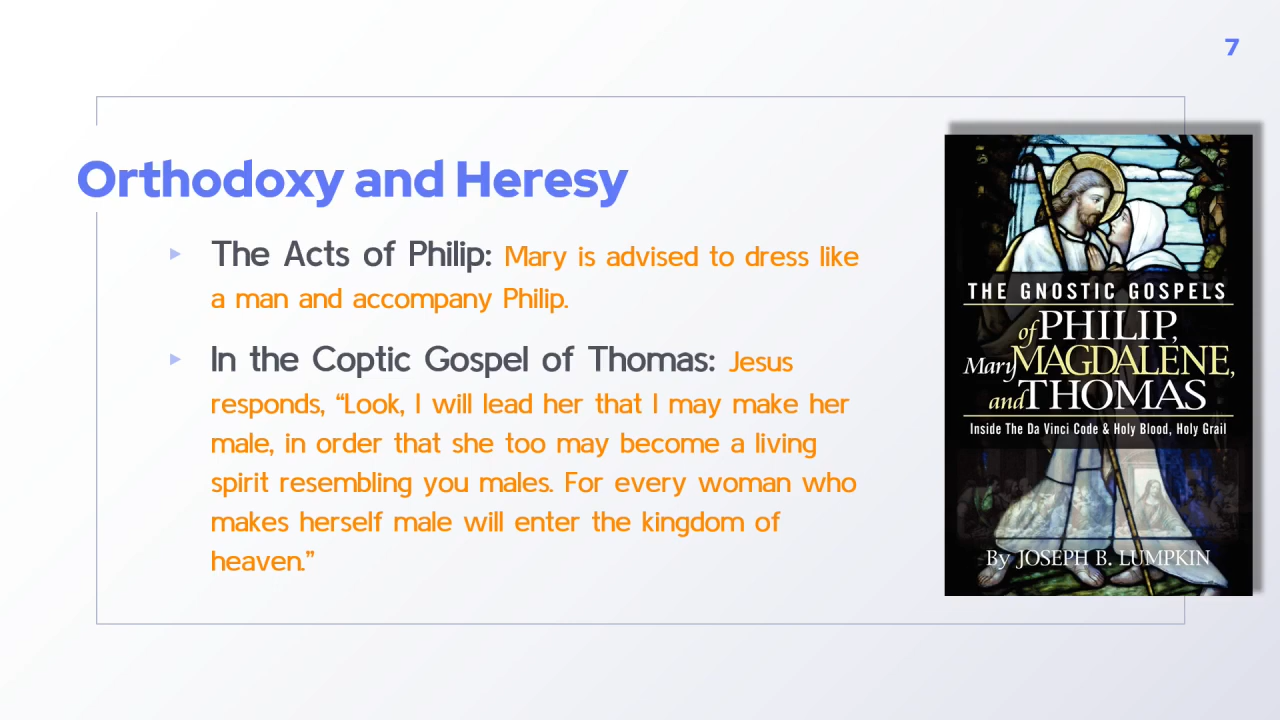 7
Orthodoxy and Heresy
▸ The Acts of Philip: Mary is advised to dress like
a man and accompany Philip.
▸ In the Coptic Gospel of Thomas: Jesus
responds, “Look, I will lead her that I may make her
male, in order that she too may become a living
spirit resembling you males. For every woman who
makes herself male will enter the kingdom of
heaven.”
THE GNOSTIC GOSPELS
of PHILIP,
Mary MAGDALENE,
and THOMAS
Inside The Da Vinci Code & Holy Blood, Holy Grail
By JOSEPH B. LUMPKIN